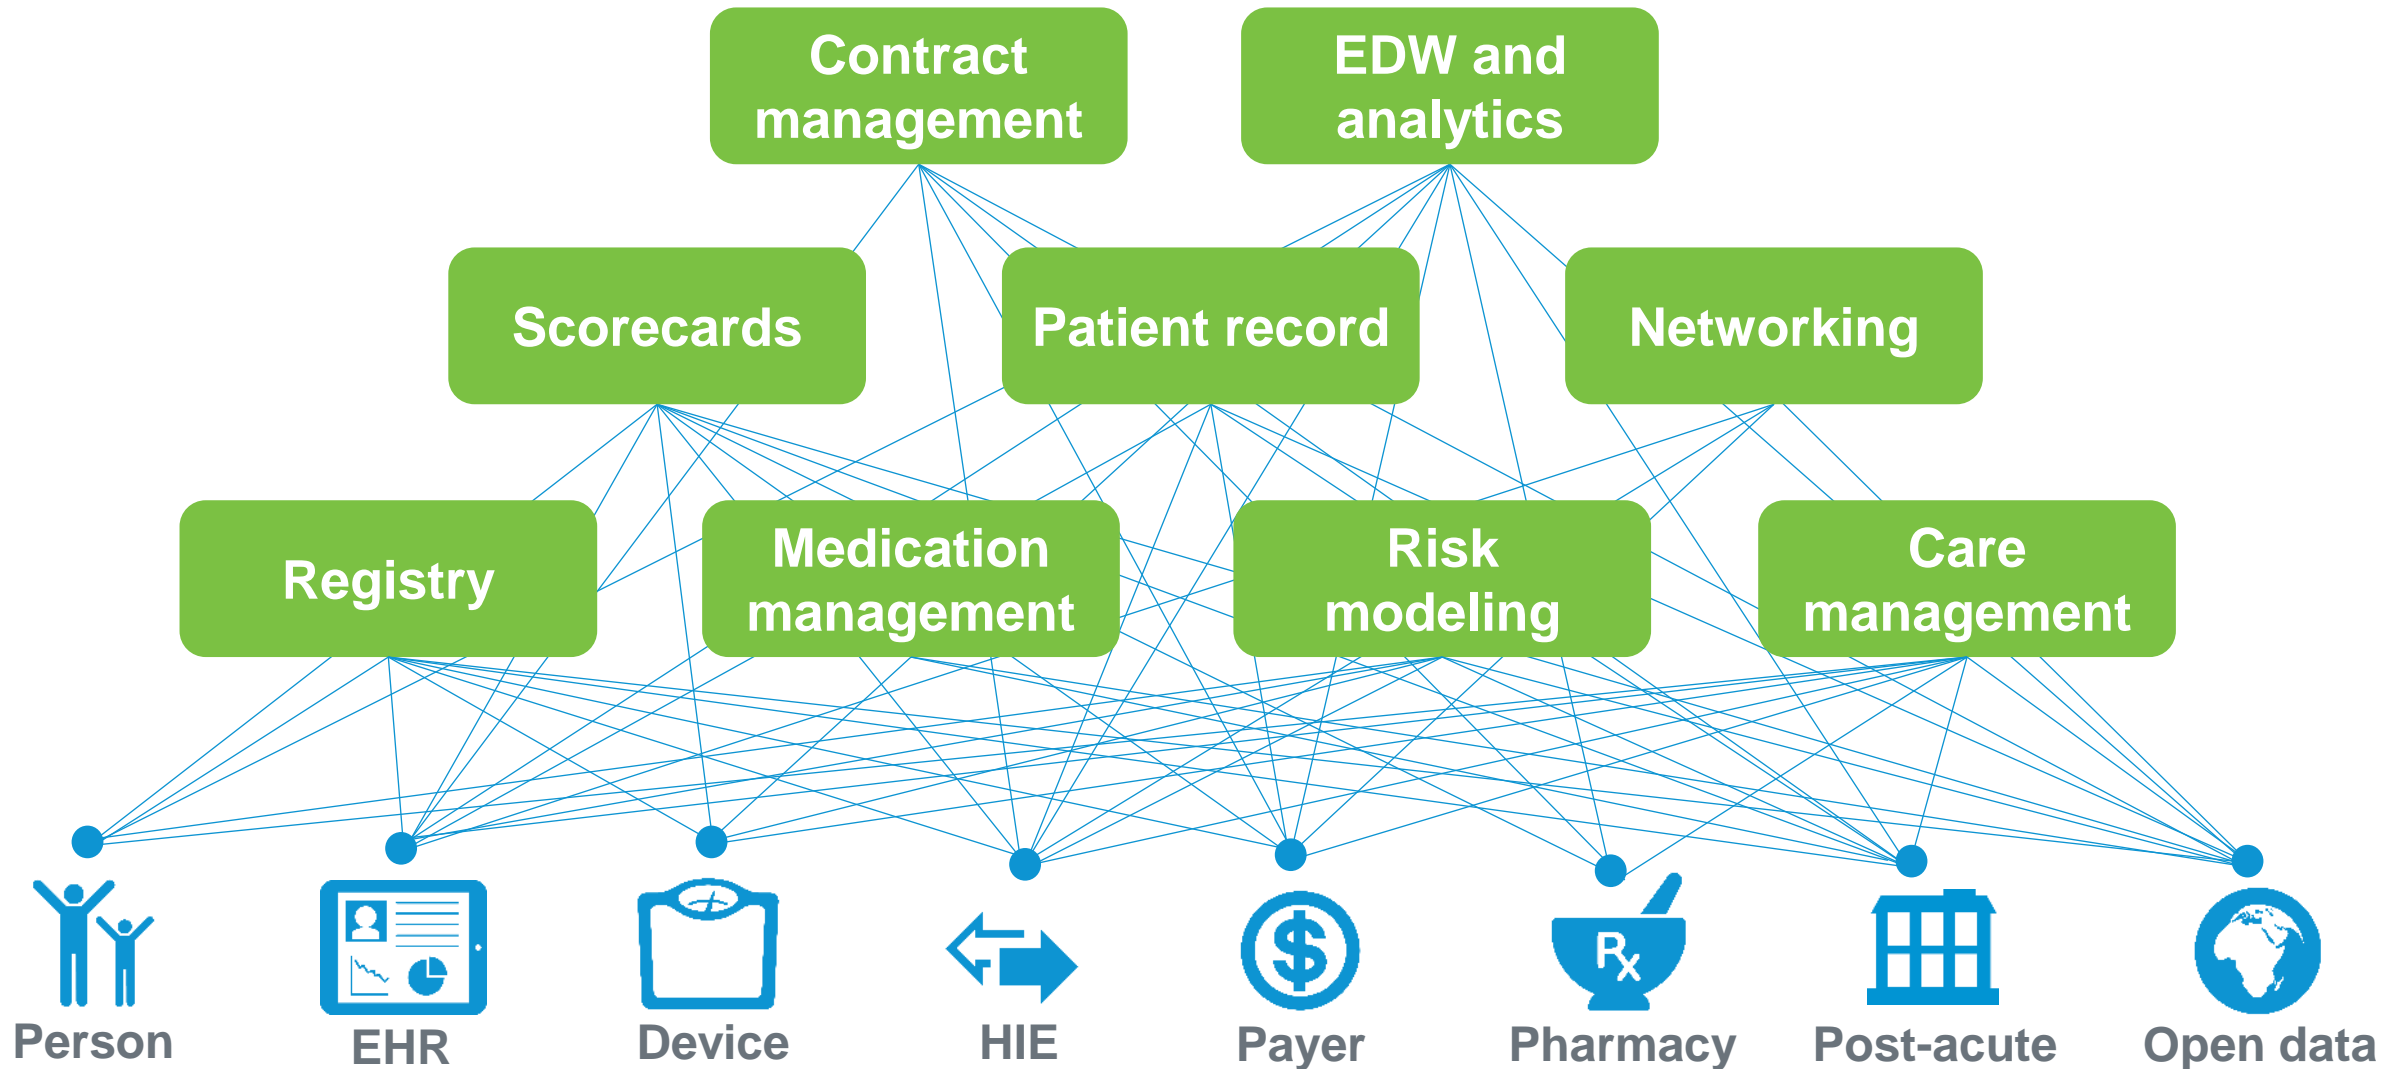 Contract
management
EDW and
analytics
Scorecards
Patient record
Networking
Registry
Medication
management
Risk
modeling
Care
management
$
Rx
Person
EHR
Device
HIE
Payer
Pharmacy
Post-acute
Open data